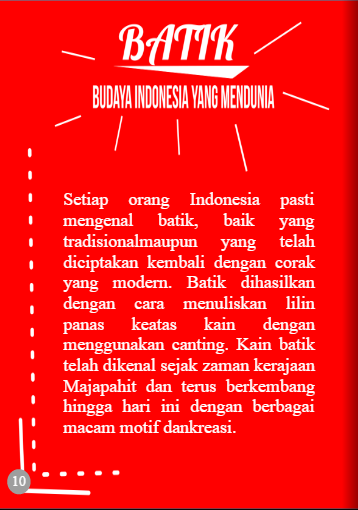 BATIK
BUDAYA INDONESIA YANG MENDUNIA
Setiap orang Indonesia pasti
mengenal batik, baik yang
tradisionalmaupun yang telah
diciptakan kembali dengan corak
yang modern. Batik dihasilkan
dengan cara menuliskan lilin
panas keatas kain dengan
menggunakan canting. Kain batik
telah dikenal sejak zaman kerajaan
Majapahit dan terus berkembang
hingga hari ini dengan berbagai
macam motif dankreasi.
10